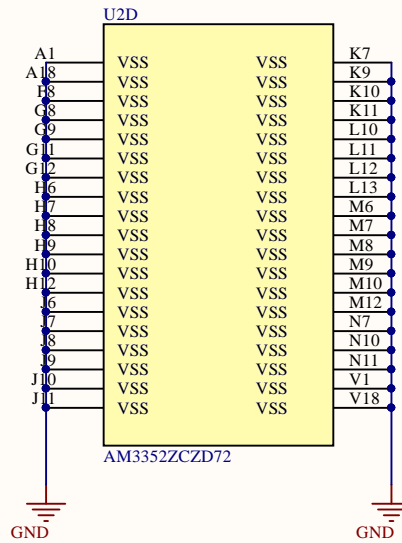 U2D
A1 VSS VSS K7
A18 VSS VSS K9
F8 VSS VSS K10
G8 VSS VSS K11
G9 VSS VSS L10
G11 VSS VSS L11
G12 VSS VSS L12
H6 VSS VSS L13
H7 VSS VSS M6
H8 VSS VSS M7
H9 VSS VSS M8
H10 VSS VSS M9
H12 VSS VSS M10
J6 VSS VSS M12
J7 VSS VSS N7
J8 VSS VSS N10
J9 VSS VSS N11
J10 VSS VSS V1
J11 VSS VSS V18
AM3352ZCZD72
GND GND